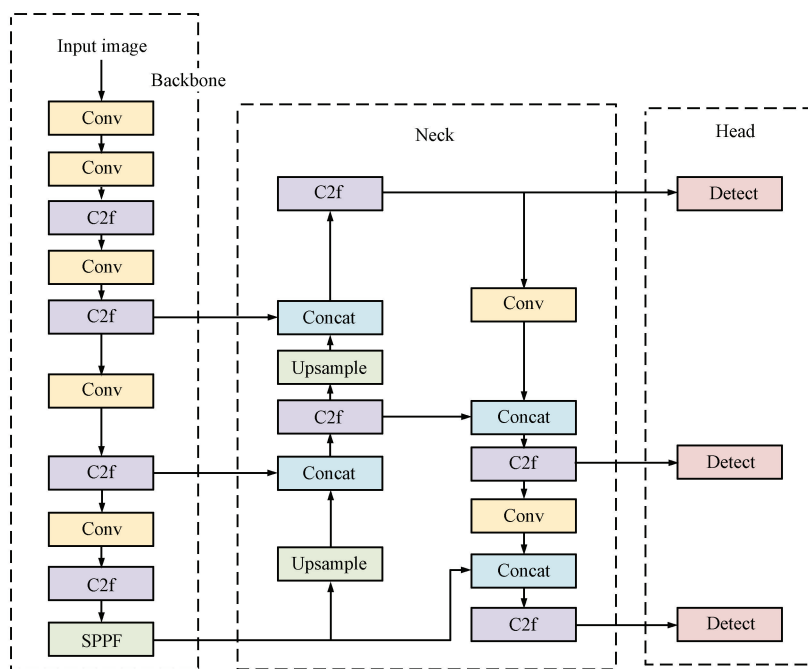 Input image
Backbone
Conv
Conv
C2f
Conv
C2f
Conv
C2f
Conv
C2f
SPPF
Neck
C2f
Concat
Upsample
C2f
Concat
Upsample
Conv
Concat
C2f
Conv
Concat
C2f
Head
Detect
Detect
Detect